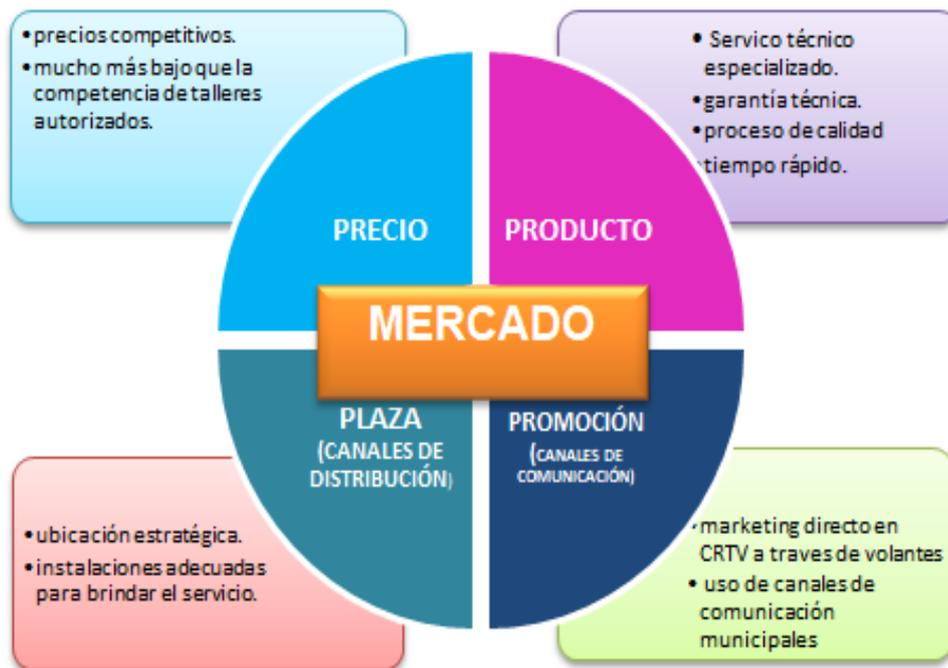 •precios competitivos.
•mucho más bajo que la
competencia de talleres
autorizados.
• Servico técnico
especializado.
•garantía técnica.
•proceso de calidad
•tiempo rápido.
PRECIO
PRODUCTO
MERCADO
PLAZA
(CANALES DE
DISTRIBUCIÓN)
PROMOCIÓN
(CANALES DE
COMUNICACIÓN)
•ubicación estratégica.
•instalaciones adecuadas
para brindar el servicio.
•marketing directo en
CRTV a traves de volantes
• uso de canales de
comunicación
municipales